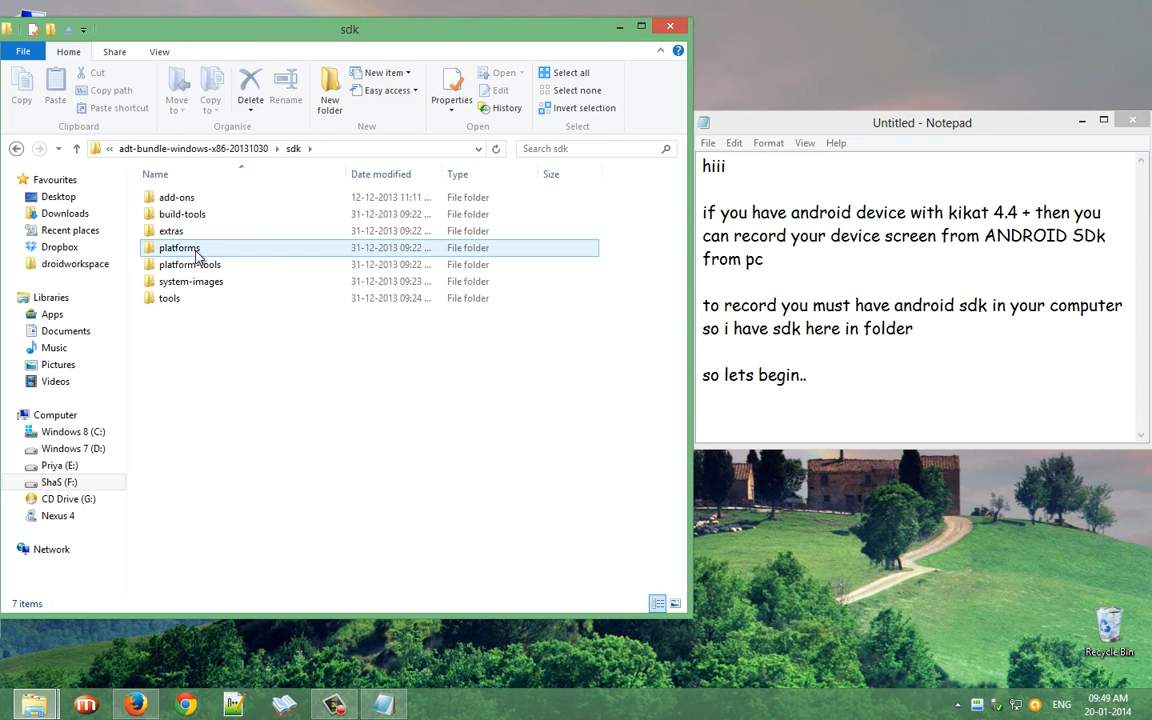 sdk
File Home Share View
Copy
Paste
Cut
Copy path
Paste shortcut
Clipboard
Move to
Copy to
Delete
Rename
Organise
New folder
New item
Easy access
New
Properties
Open
Edit
History
Open
Select all
Select none
Invert selection
Select
« adt-bundle-windows-x86-20131030 sdk
Search sdk
Name Date modified Type Size
add-ons 12-12-2013 11:11 ... File folder
build-tools 31-12-2013 09:22 ... File folder
extras 31-12-2013 09:22 ... File folder
platforms 31-12-2013 09:22 ... File folder
platform-tools 31-12-2013 09:22 ... File folder
system-images 31-12-2013 09:23 ... File folder
tools 31-12-2013 09:24 ... File folder
Favourites
Desktop
Downloads
Recent places
Dropbox
droidworkspace
Libraries
Apps
Documents
Music
Pictures
Videos
Computer
Windows 8 (C:)
Windows 7 (D:)
Priya (E:)
ShaS (F:)
CD Drive (G:)
Nexus 4
Network
7 items
Untitled - Notepad
File Edit Format View Help
hiii
if you have android device with kikat 4.4 + then you
can record your device screen from ANDROID SDk
from pc
to record you must have android sdk in your computer
so i have sdk here in folder
so lets begin..
Recycle Bin
ENG
09:49 AM
20-01-2014